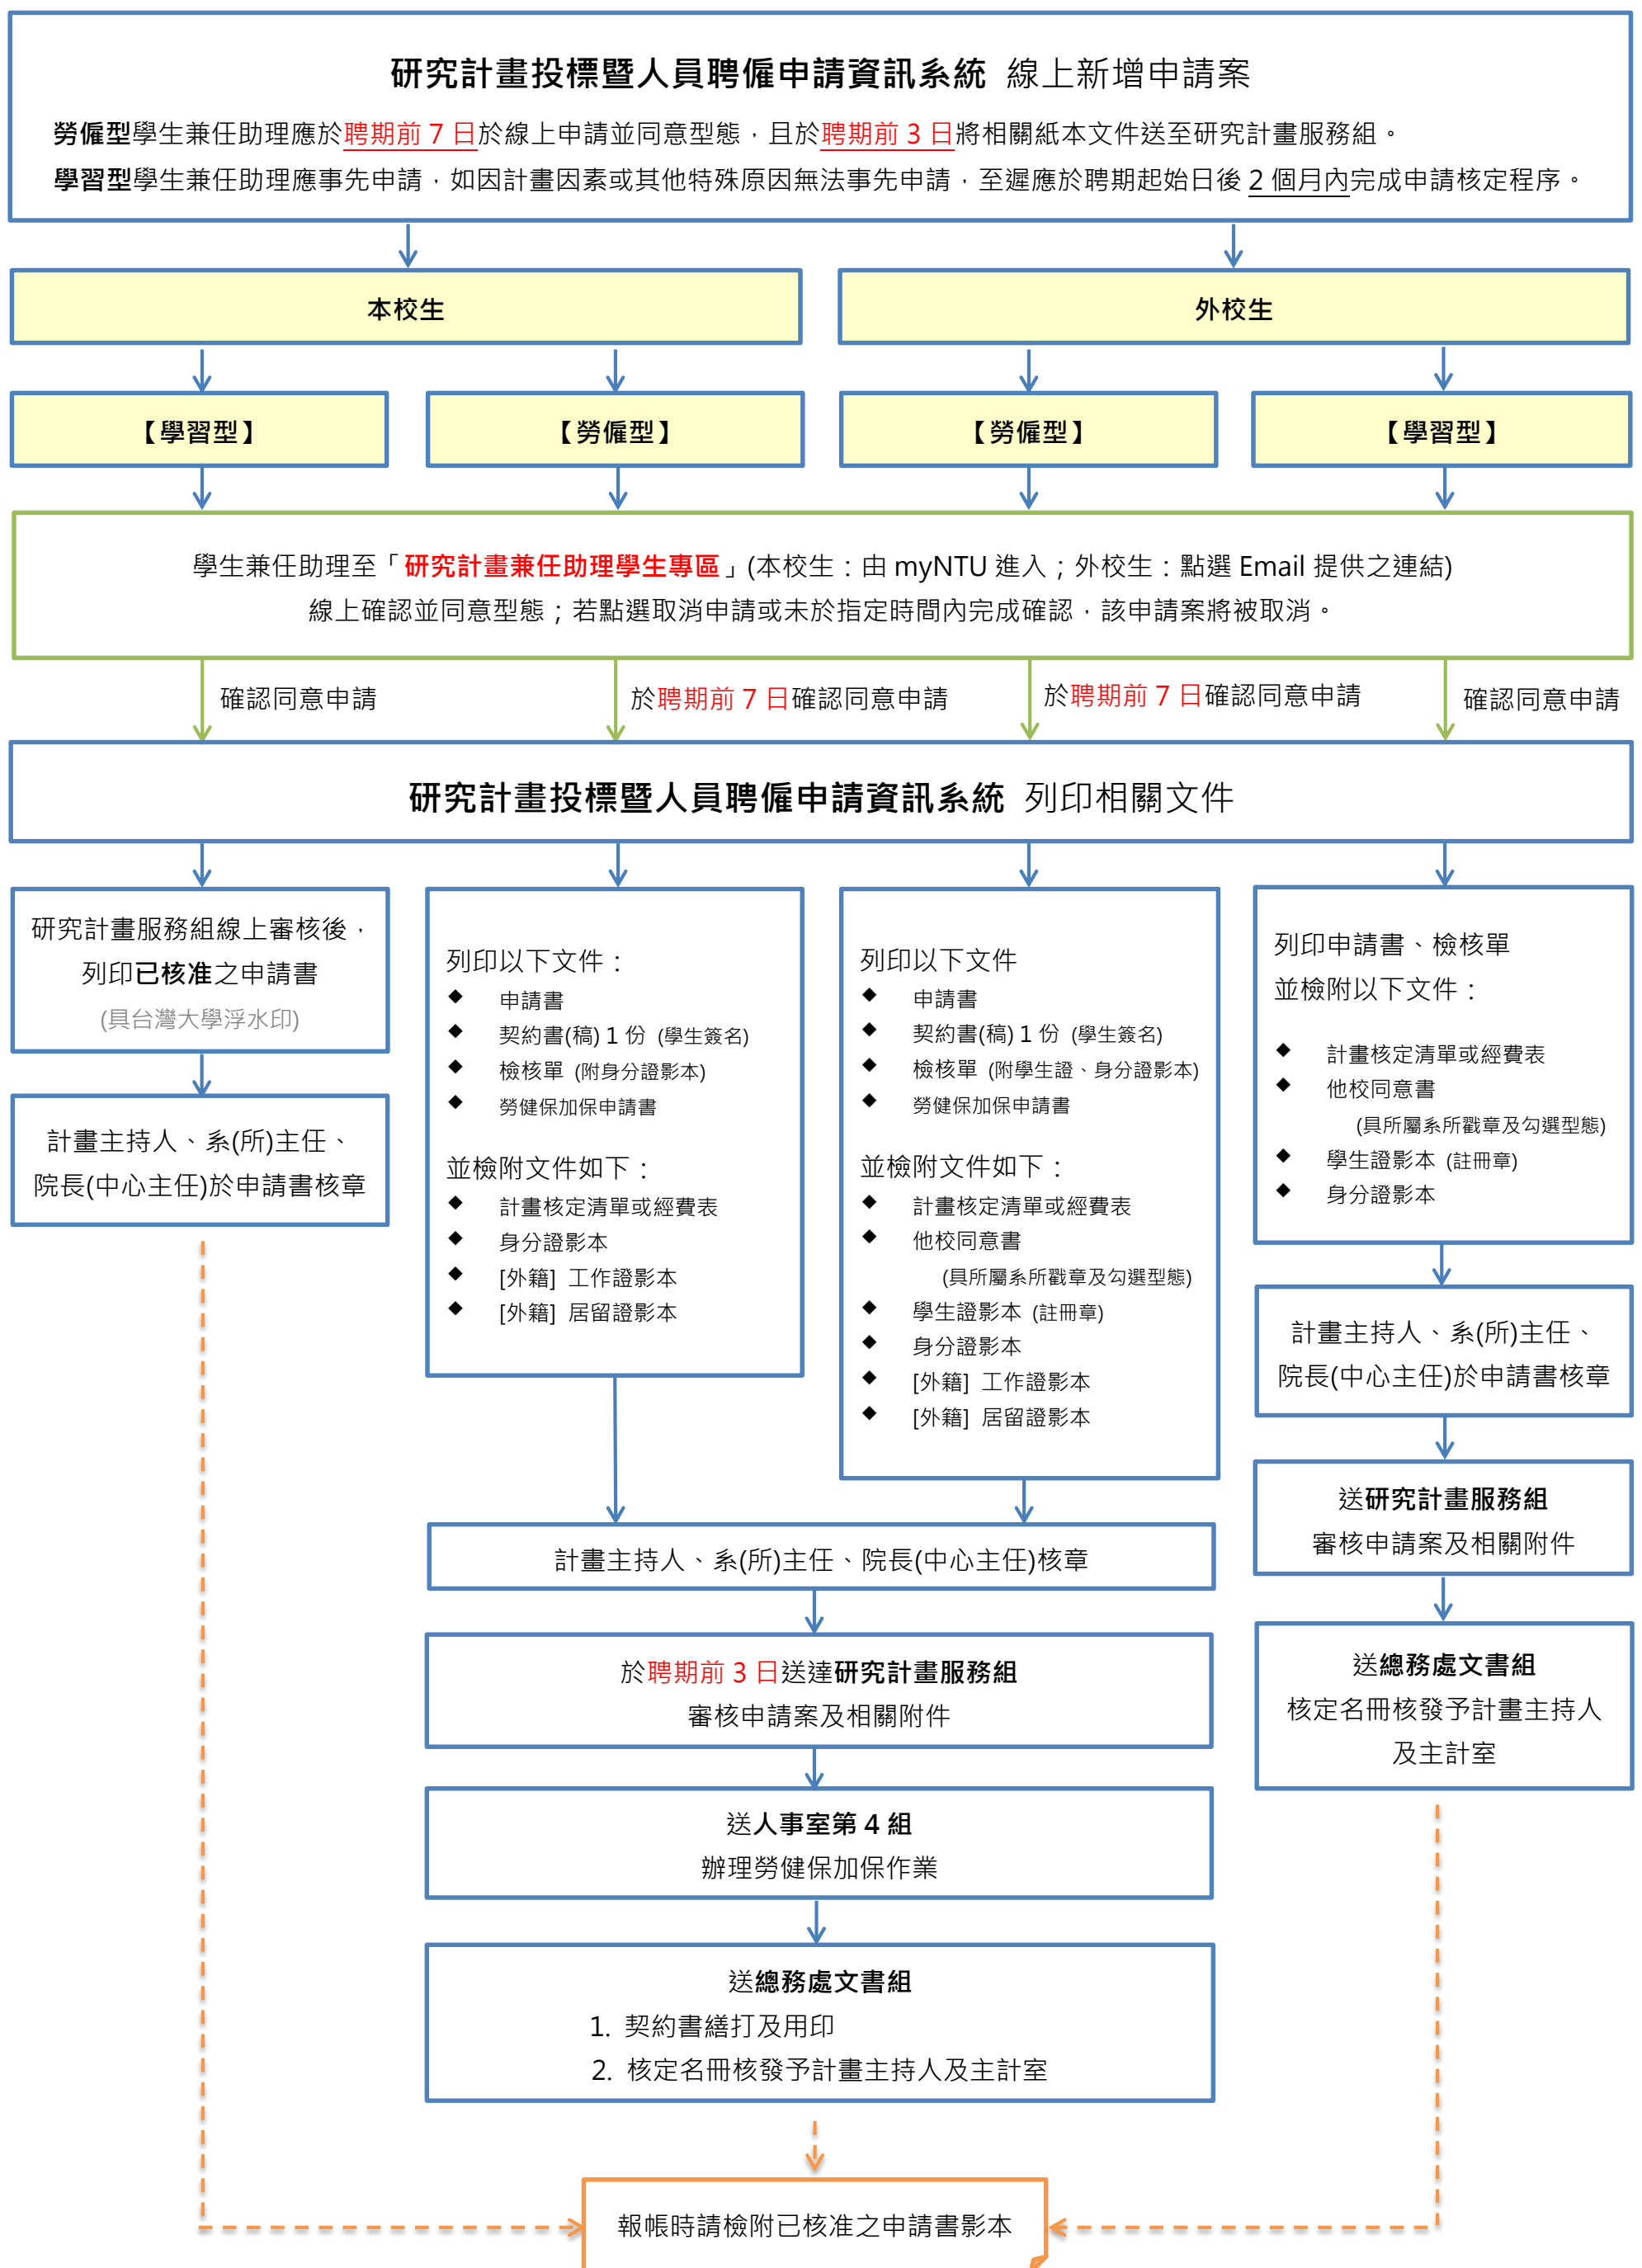 研究計畫投標暨人員聘僱申請資訊系統 線上新增申請案
勞僱型學生兼任助理應於聘期前 7 日於線上申請並同意型態，且於聘期前 3 日將相關紙本文件送至研究計畫服務組。
學習型學生兼任助理應事先申請，如因計畫因素或其他特殊原因無法事先申請，至遲應於聘期起始日後 2 個月內完成申請核定程序。
本校生
外校生
【學習型】
【勞僱型】
【勞僱型】
【學習型】
學生兼任助理至「研究計畫兼任助理學生專區」(本校生：由 myNTU 進入；外校生：點選 Email 提供之連結)
線上確認並同意型態；若點選取消申請或未於指定時間內完成確認，該申請案將被取消。
確認同意申請
於聘期前 7 日確認同意申請
於聘期前 7 日確認同意申請
確認同意申請
研究計畫投標暨人員聘僱申請資訊系統 列印相關文件
研究計畫服務組線上審核後，
列印已核准之申請書
(具台灣大學浮水印)
計畫主持人、系(所)主任、
院長(中心主任)於申請書核章
列印以下文件：
◆ 申請書
◆ 契約書(稿) 1 份 (學生簽名)
◆ 檢核單 (附身分證影本)
◆ 勞健保加保申請書
並檢附文件如下：
◆ 計畫核定清單或經費表
◆ 身分證影本
◆ [外籍] 工作證影本
◆ [外籍] 居留證影本
列印以下文件
◆ 申請書
◆ 契約書(稿) 1 份 (學生簽名)
◆ 檢核單 (附學生證、身分證影本)
◆ 勞健保加保申請書
並檢附文件如下：
◆ 計畫核定清單或經費表
◆ 他校同意書
(具所屬系所戳章及勾選型態)
◆ 學生證影本 (註冊章)
◆ 身分證影本
◆ [外籍] 工作證影本
◆ [外籍] 居留證影本
列印申請書、檢核單
並檢附以下文件：
◆ 計畫核定清單或經費表
◆ 他校同意書
(具所屬系所戳章及勾選型態)
◆ 學生證影本 (註冊章)
◆ 身分證影本
計畫主持人、系(所)主任、
院長(中心主任)於申請書核章
送研究計畫服務組
審核申請案及相關附件
送總務處文書組
核定名冊核發予計畫主持人
及主計室
計畫主持人、系(所)主任、院長(中心主任)核章
於聘期前 3 日送達研究計畫服務組
審核申請案及相關附件
送人事室第 4 組
辦理勞健保加保作業
送總務處文書組
1. 契約書繕打及用印
2. 核定名冊核發予計畫主持人及主計室
報帳時請檢附已核准之申請書影本